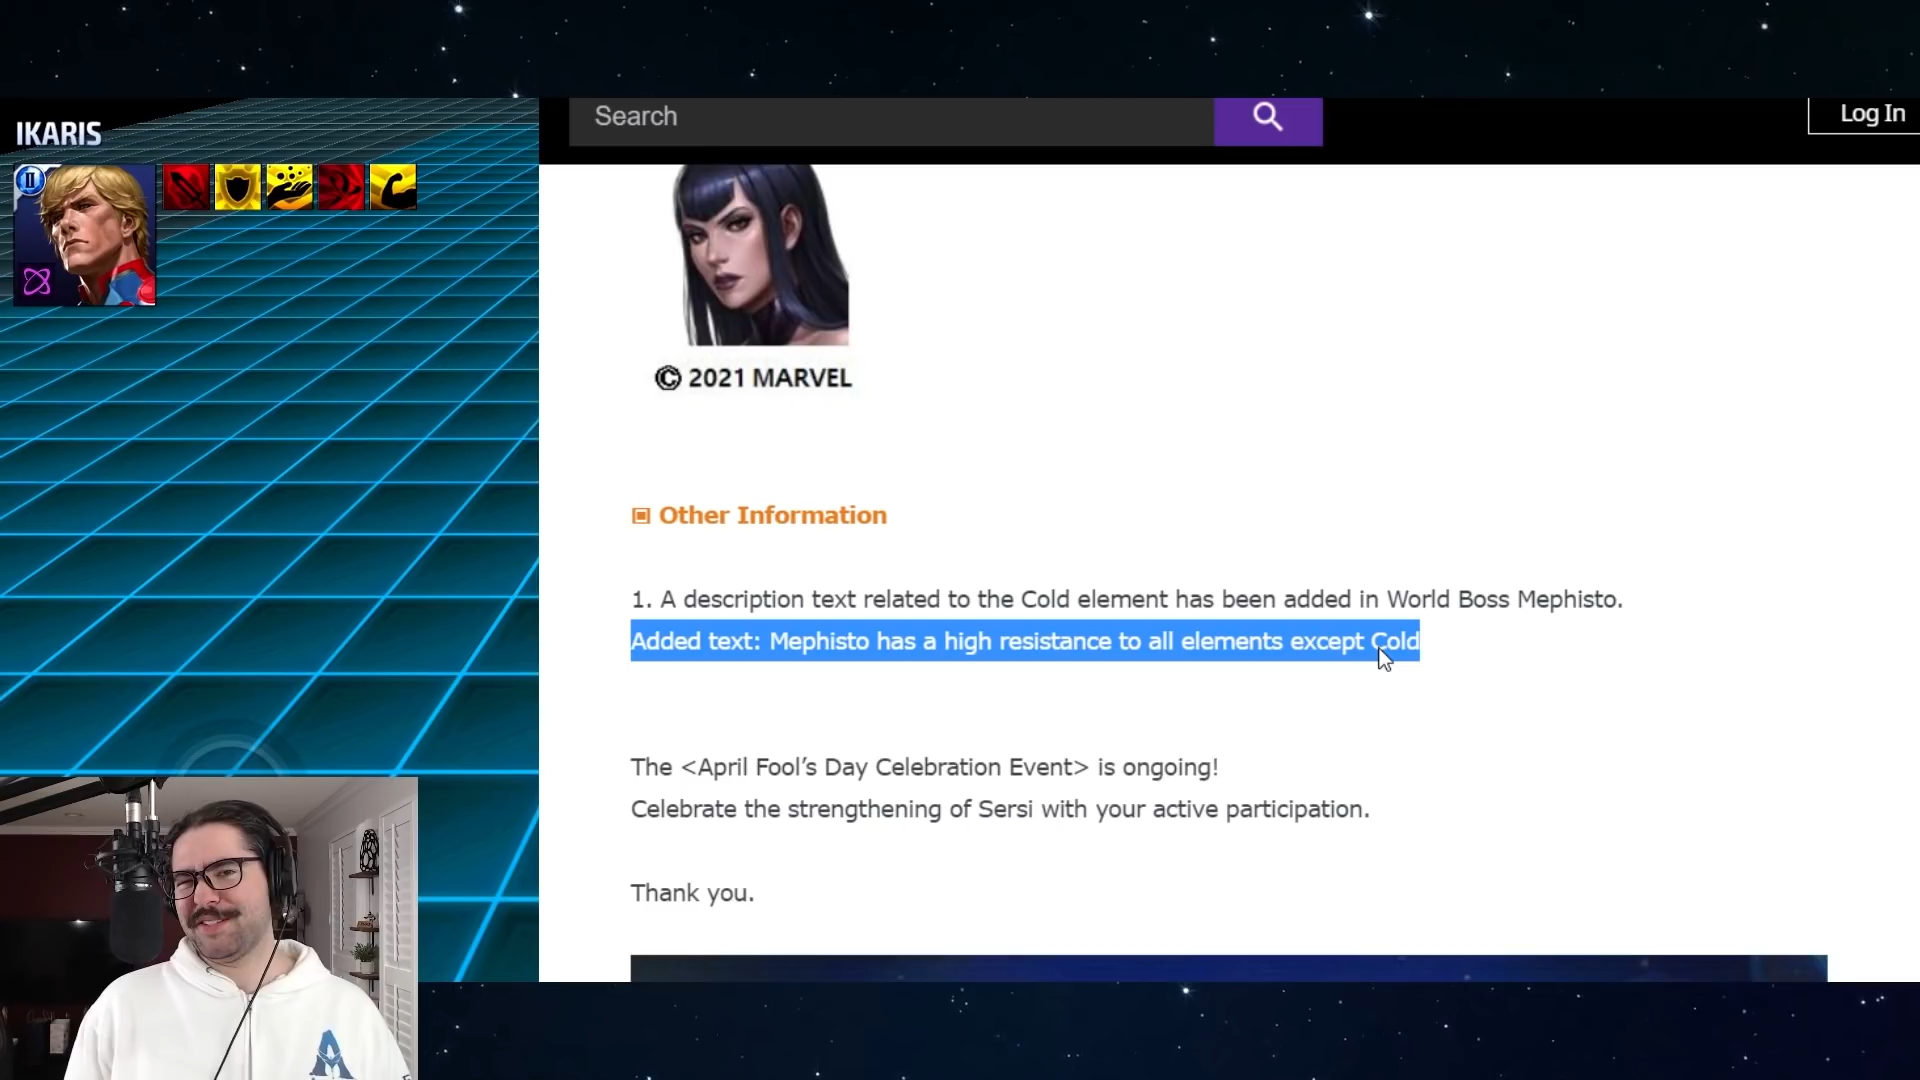 IKARIS
II
Search
Log In
© 2021 MARVEL
Other Information
1. A description text related to the Cold element has been added in World Boss Mephisto.
Added text: Mephisto has a high resistance to all elements except Cold
The <April Fool’s Day Celebration Event> is ongoing!
Celebrate the strengthening of Sersi with your active participation.
Thank you.